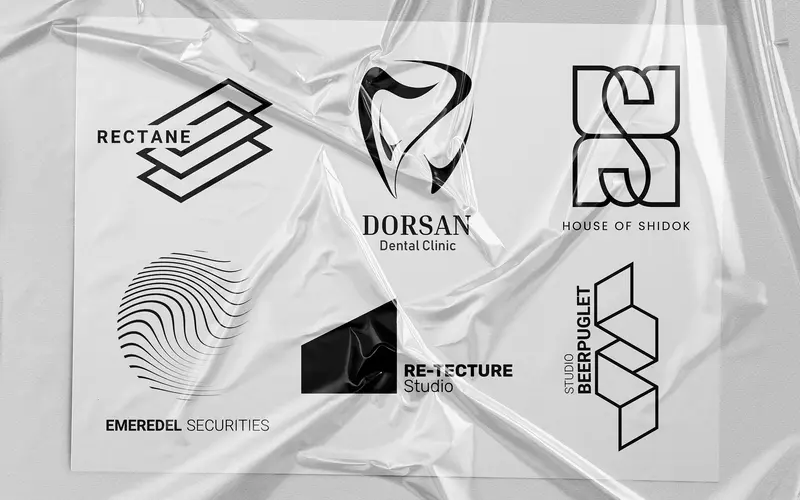 RECTANE
DORSAN
Dental Clinic
HOUSE OF SHIDOK
EMEREDEL SECURITIES
RE-TECTURE
Studio
STUDIO
BEERPUGLET